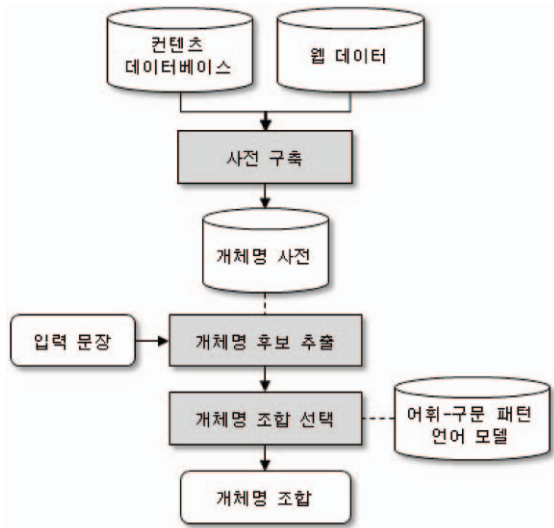 컨텐츠
데이터베이스
웹 데이터
사전 구축
개체명 사전
입력 문장
개체명 후보 추출
개체명 조합 선택
어휘-구문 패턴
언어 모델
개체명 조합